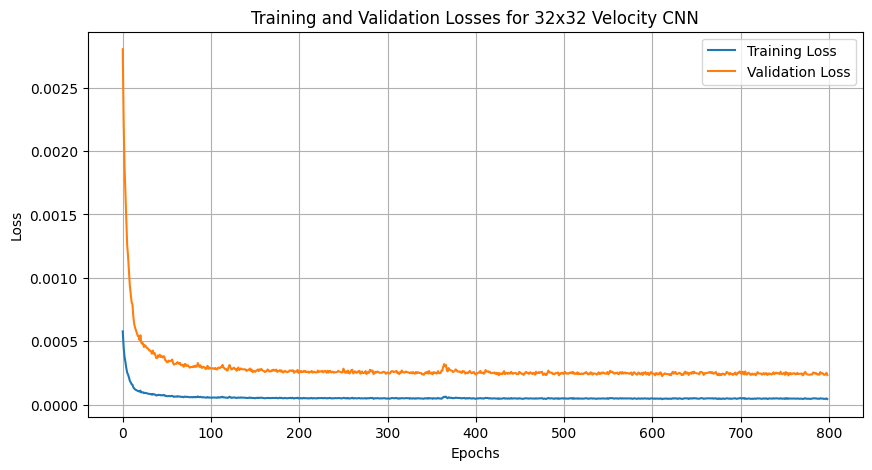 Training and Validation Losses for 32x32 Velocity CNN
Training Loss
Validation Loss
0.0025
0.0020
0.0015
0.0010
0.0005
0.0000
Loss
0 100 200 300 400 500 600 700 800
Epochs